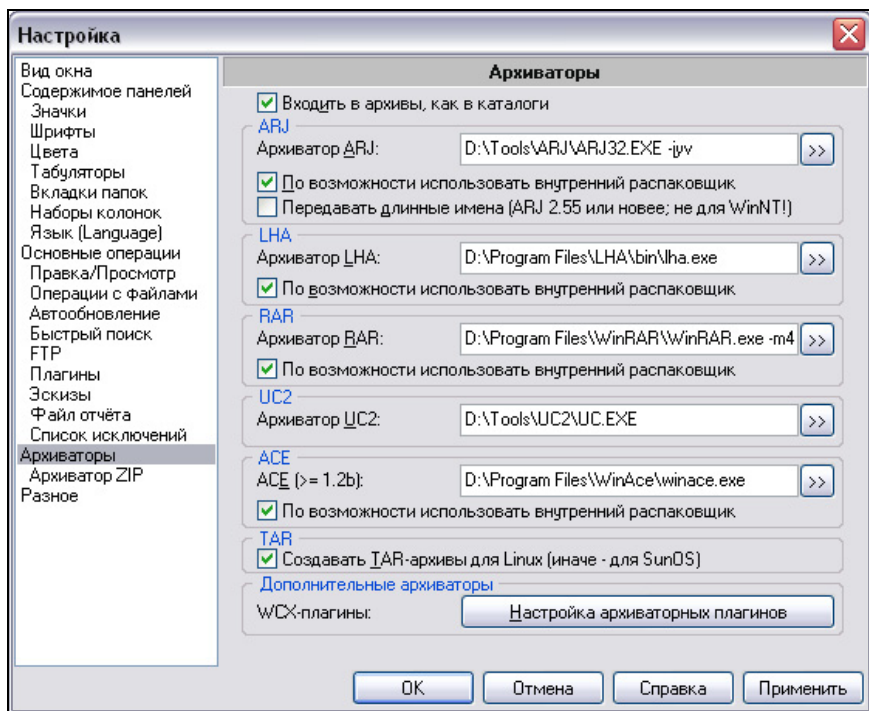 Настройка
Вид окна
Содержимое панелей
Значки
Шрифты
Цвета
Табуляторы
Вкладки папок
Наборы колонок
Язык (Language)
Основные операции
Правка/Просмотр
Операции с файлами
Автообновление
Быстрый поиск
FTP
Плагины
Эскизы
Файл отчёта
Список исключений
Архиваторы
Архиватор ZIP
Разное
Архиваторы
Входить в архивы, как в каталоги
ARJ
Архиватор ARJ: D:\Tools\ARJ\ARJ32.EXE -jyv >>
По возможности использовать внутренний распаковщик
Передавать длинные имена (ARJ 2.55 или новее; не для WinNT!)
LHA
Архиватор LHA: D:\Program Files\LHA\bin\lha.exe >>
По возможности использовать внутренний распаковщик
RAR
Архиватор RAR: D:\Program Files\WinRAR\WinRAR.exe -m4 >>
По возможности использовать внутренний распаковщик
UC2
Архиватор UC2: D:\Tools\UC2\UC.EXE >>
ACE
ACE (>= 1.2b): D:\Program Files\WinAce\winace.exe >>
По возможности использовать внутренний распаковщик
TAR
Создавать TAR-архивы для Linux (иначе - для SunOS)
Дополнительные архиваторы
WCX-плагины: Настройка архиваторных плагинов
OK Отмена Справка Применить